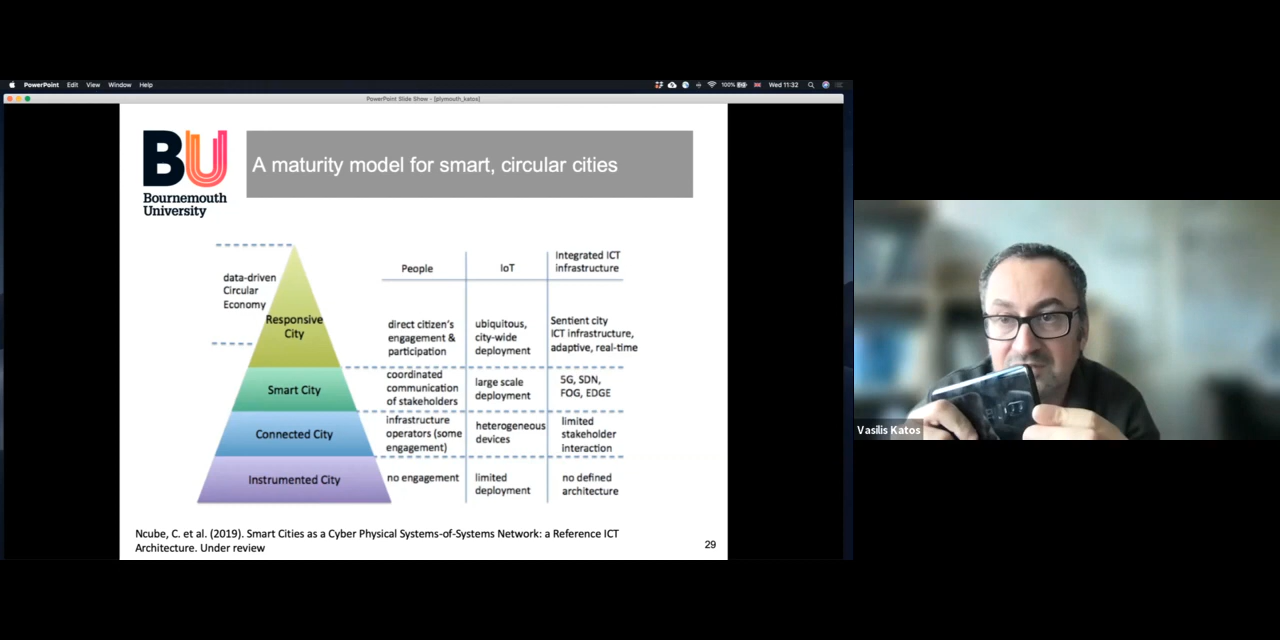 PowerPoint Edit View Window Help
100% Wed 11:32
PowerPoint Slide Show - [plymouth_katos]
BU
Bournemouth
University
A maturity model for smart, circular cities
People IoT Integrated ICT
infrastructure
data-driven
Circular
Economy
Responsive
City
direct citizen's
engagement &
participation
ubiquitous,
city-wide
deployment
Sentient city
ICT infrastructure,
adaptive, real-time
Smart City
coordinated
communication
of stakeholders
large scale
deployment
5G, SDN,
FOG, EDGE
Connected City
infrastructure
operators (some
engagement)
heterogeneous
devices
limited
stakeholder
interaction
Instrumented City
no engagement
limited
deployment
no defined
architecture
Ncube, C. et al. (2019). Smart Cities as a Cyber Physical Systems-of-Systems Network: a Reference ICT
Architecture. Under review
29
Vasilis Katos